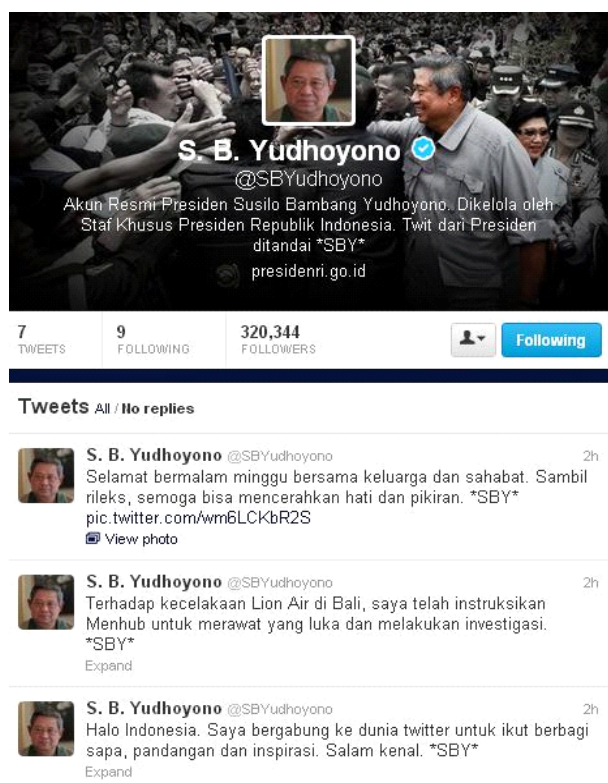 S. B. Yudhoyono
@SBYudhoyono
Akun Resmi Presiden Susilo Bambang Yudhoyono. Dikelola oleh
Staf Khusus Presiden Republik Indonesia. Twit dari Presiden
ditandai *SBY*
presidenri.go.id
7 9 320,344
TWEETS FOLLOWING FOLLOWERS
Following
Tweets All / No replies
S. B. Yudhoyono @SBYudhoyono 2h
Selamat bermalam minggu bersama keluarga dan sahabat. Sambil
rileks, semoga bisa mencerahkan hati dan pikiran. *SBY*
pic.twitter.com/wm6LCKbR2S
View photo
S. B. Yudhoyono @SBYudhoyono 2h
Terhadap kecelakaan Lion Air di Bali, saya telah instruksikan
Menhub untuk merawat yang luka dan melakukan investigasi.
*SBY*
Expand
S. B. Yudhoyono @SBYudhoyono 2h
Halo Indonesia. Saya bergabung ke dunia twitter untuk ikut berbagi
sapa, pandangan dan inspirasi. Salam kenal. *SBY*
Expand